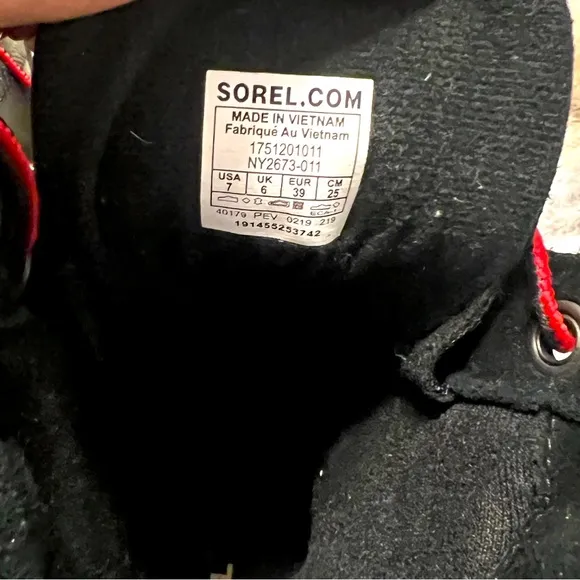 SOREL.COM
MADE IN VIETNAM
Fabriqué Au Vietnam
1751201011
NY2673-011
USA UK EUR CM
7 6 39 25
40179 PEV 0219 219
191455253742